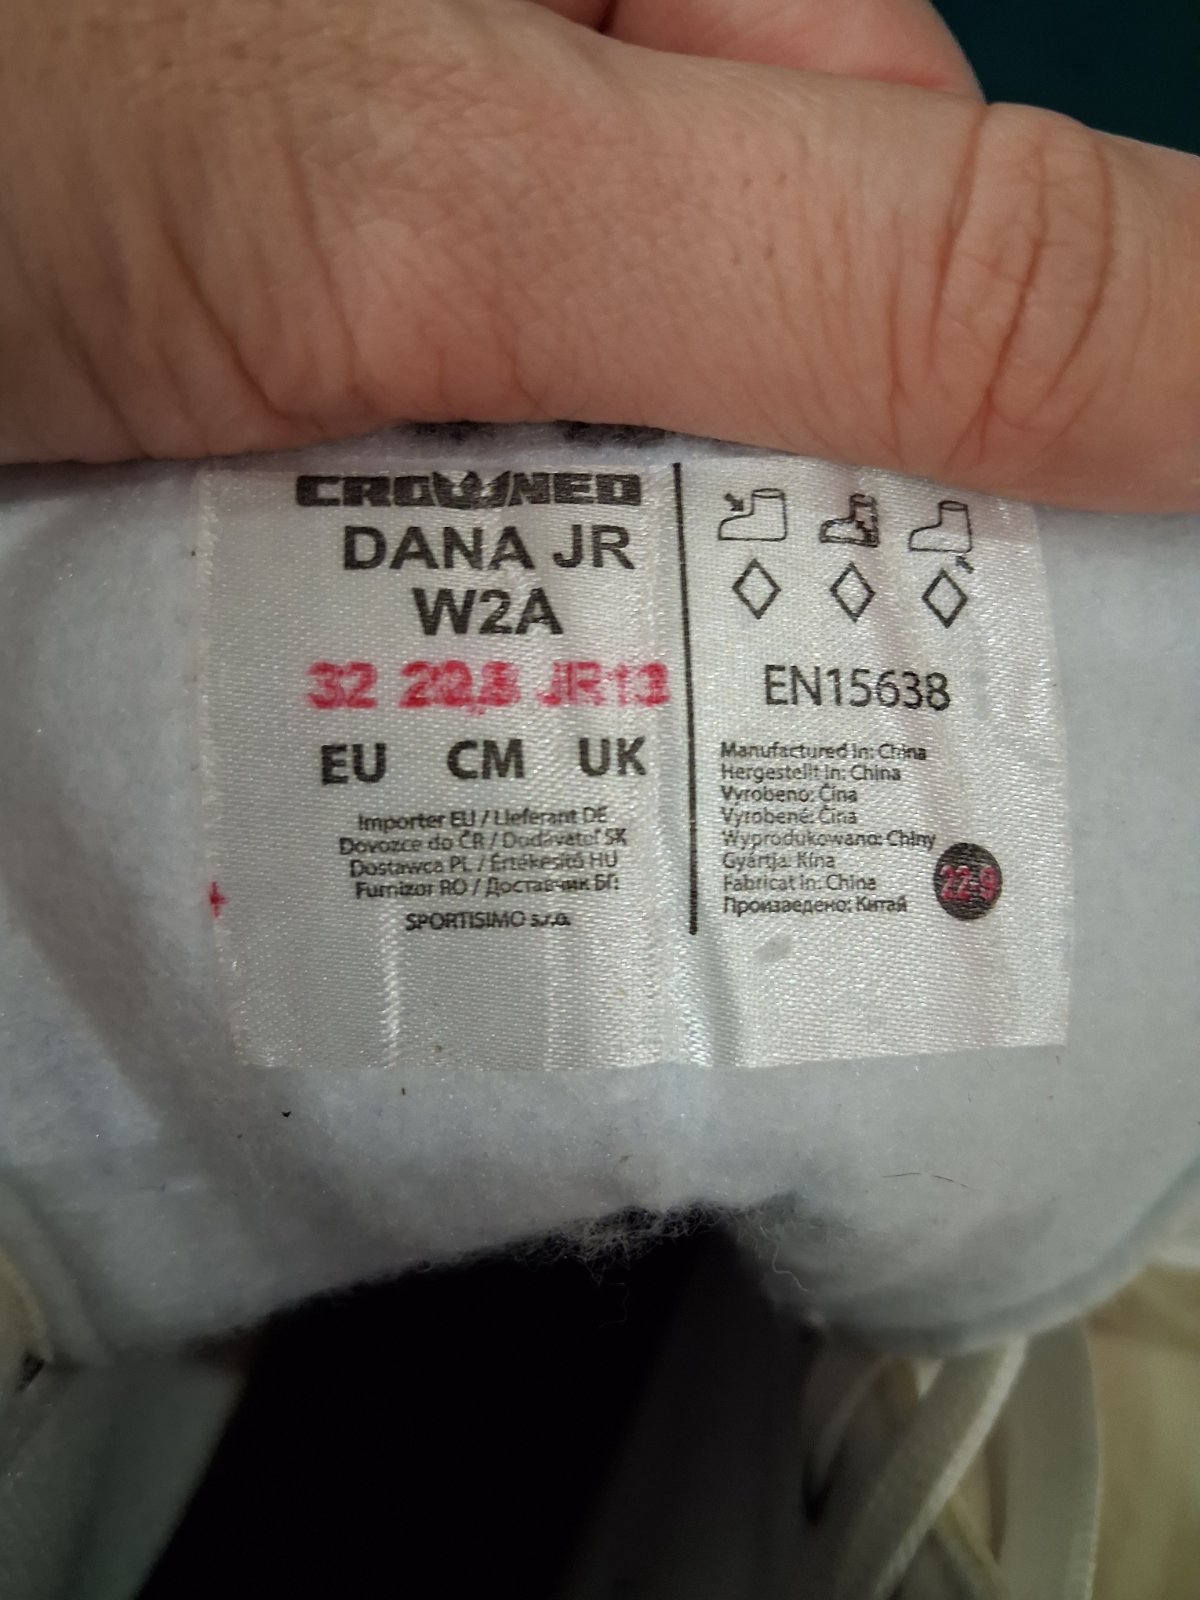 CROWNED
DANA JR
W2A
32 20,5 JR13
EU CM UK
Importer EU / Lieferant DE
Dovozce do ČR / Dodávateľ SK
Dostawca PL / Értékesítő HU
Furnizor RO / Доставчик БГ:
SPORTISIMO s.r.o.
EN15638
Manufactured in: China
Hergestellt in: China
Vyrobeno: Čína
Vyrobené: Čína
Wyprodukowano: Chiny
Gyártja: Kína
Fabricat in: China
Произведено: Китай
22-9